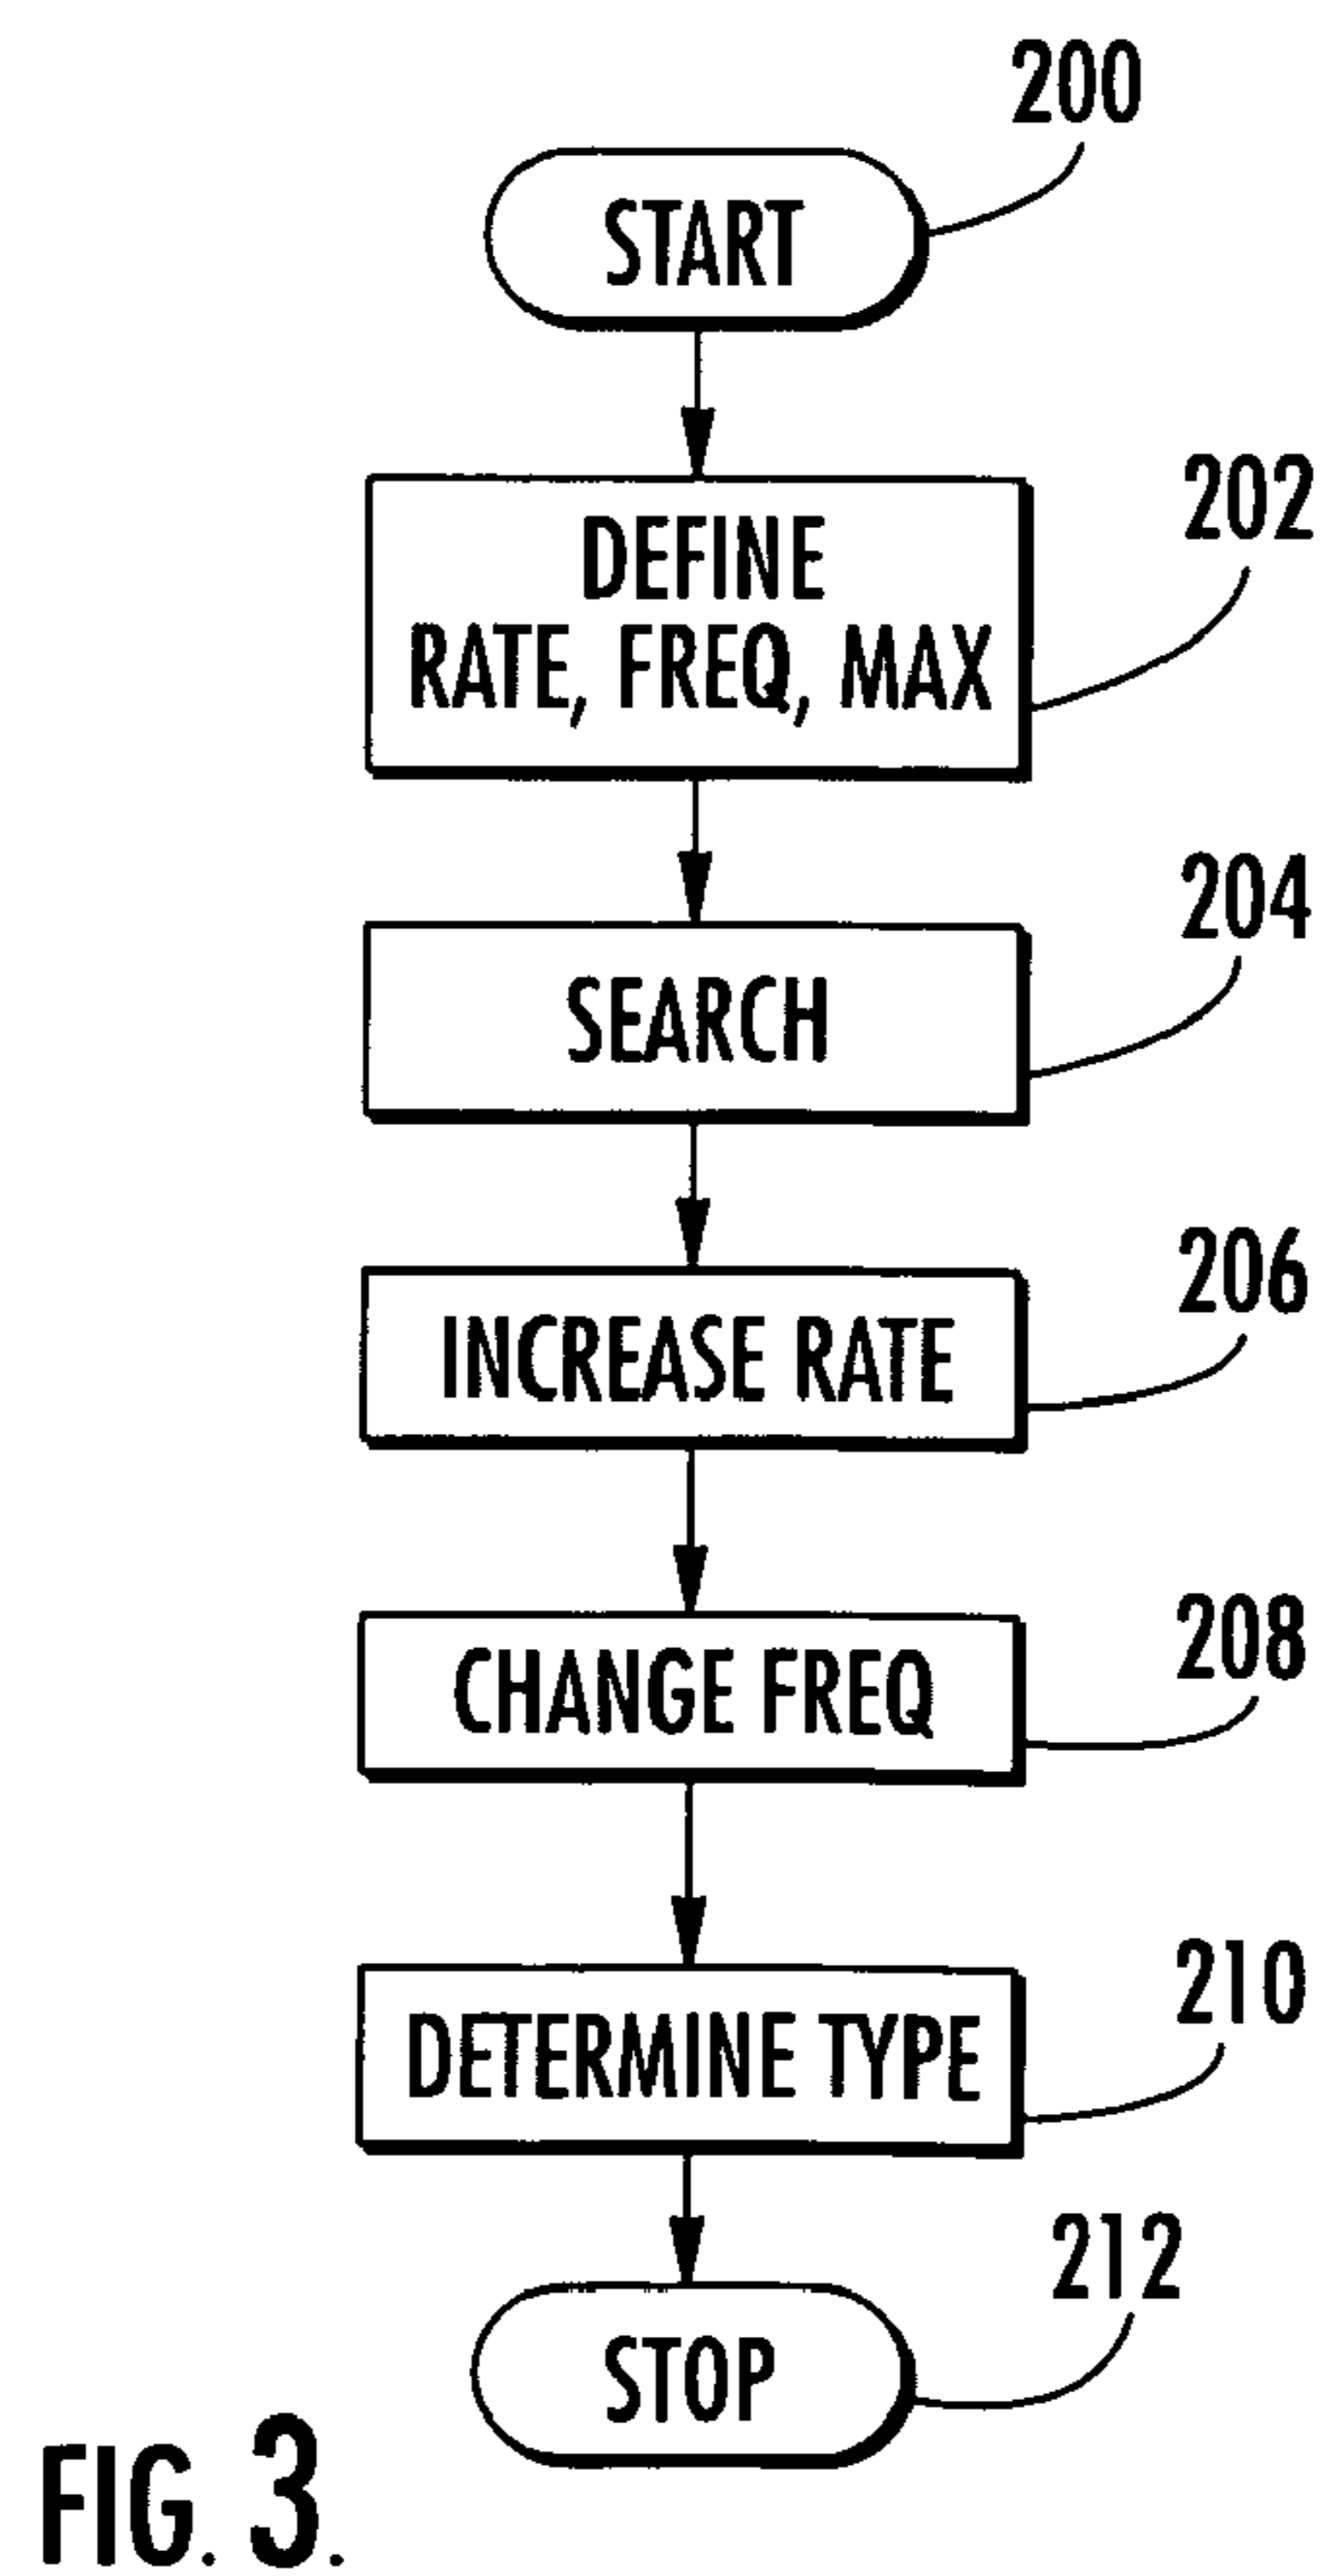 200
START
202
DEFINE
RATE, FREQ, MAX
204
SEARCH
206
INCREASE RATE
208
CHANGE FREQ
210
DETERMINE TYPE
212
STOP
FIG. 3.